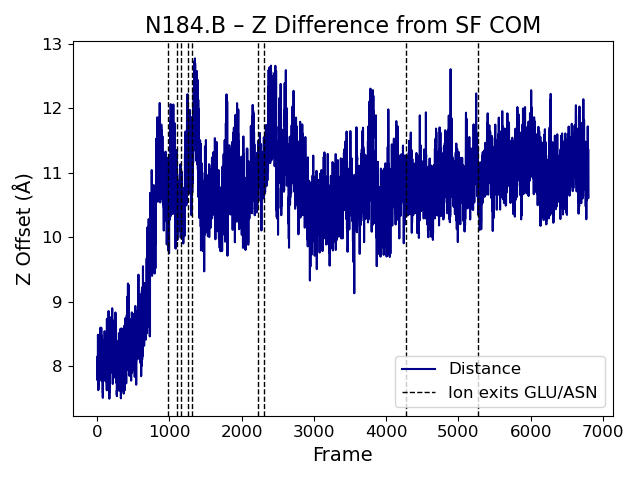 N184.B – Z Difference from SF COM
13
12
11
10
9
8
Z Offset (Å)
Distance
Ion exits GLU/ASN
0 1000 2000 3000 4000 5000 6000 7000
Frame